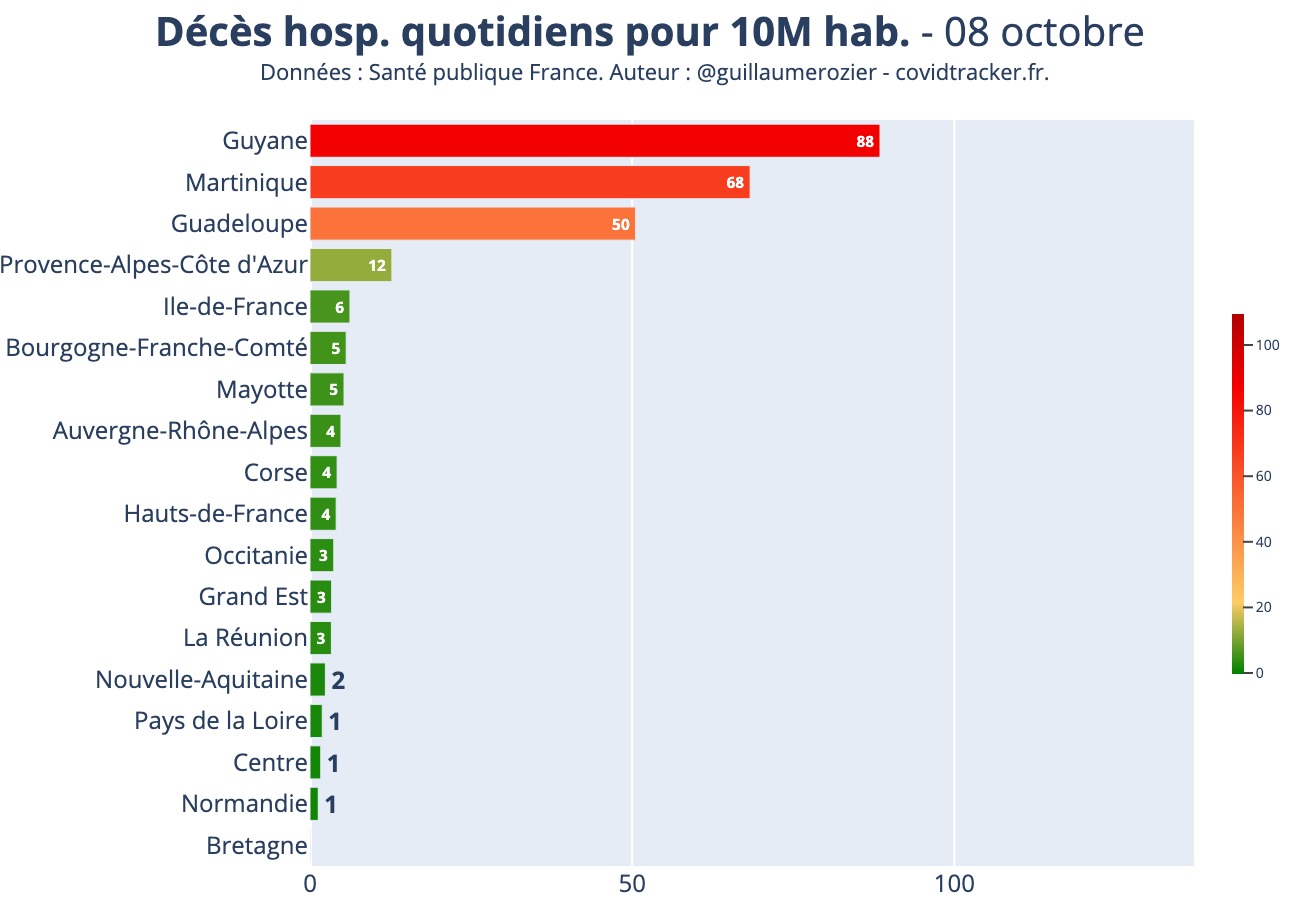 Décès hosp. quotidiens pour 10M hab. - 08 octobre
Données : Santé publique France. Auteur : @guillaumerozier - covidtracker.fr.
Guyane 88
Martinique 68
Guadeloupe 50
Provence-Alpes-Côte d'Azur 12
Ile-de-France 6
Bourgogne-Franche-Comté 5
Mayotte 5
Auvergne-Rhône-Alpes 4
Corse 4
Hauts-de-France 4
Occitanie 3
Grand Est 3
La Réunion 3
Nouvelle-Aquitaine 2
Pays de la Loire 1
Centre 1
Normandie 1
Bretagne
0 50 100
100
80
60
40
20
0